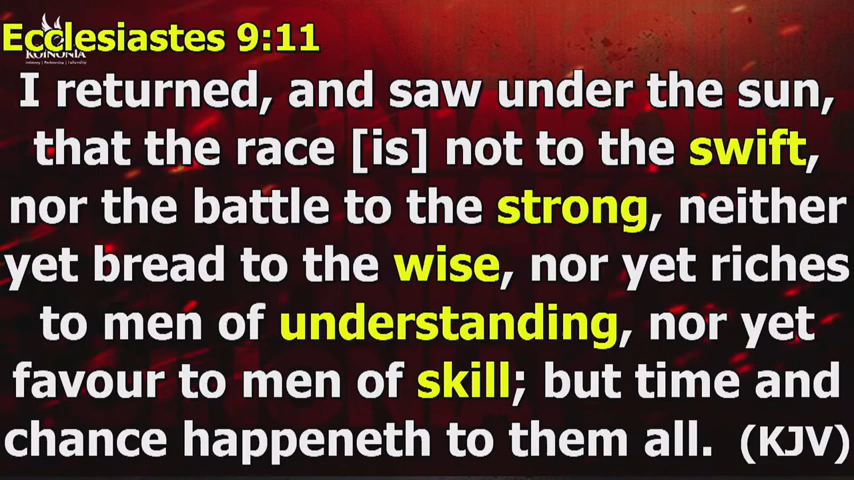 Ecclesiastes 9:11
KOINONIA
I returned, and saw under the sun,
that the race [is] not to the swift,
nor the battle to the strong, neither
yet bread to the wise, nor yet riches
to men of understanding, nor yet
favour to men of skill; but time and
chance happeneth to them all. (KJV)